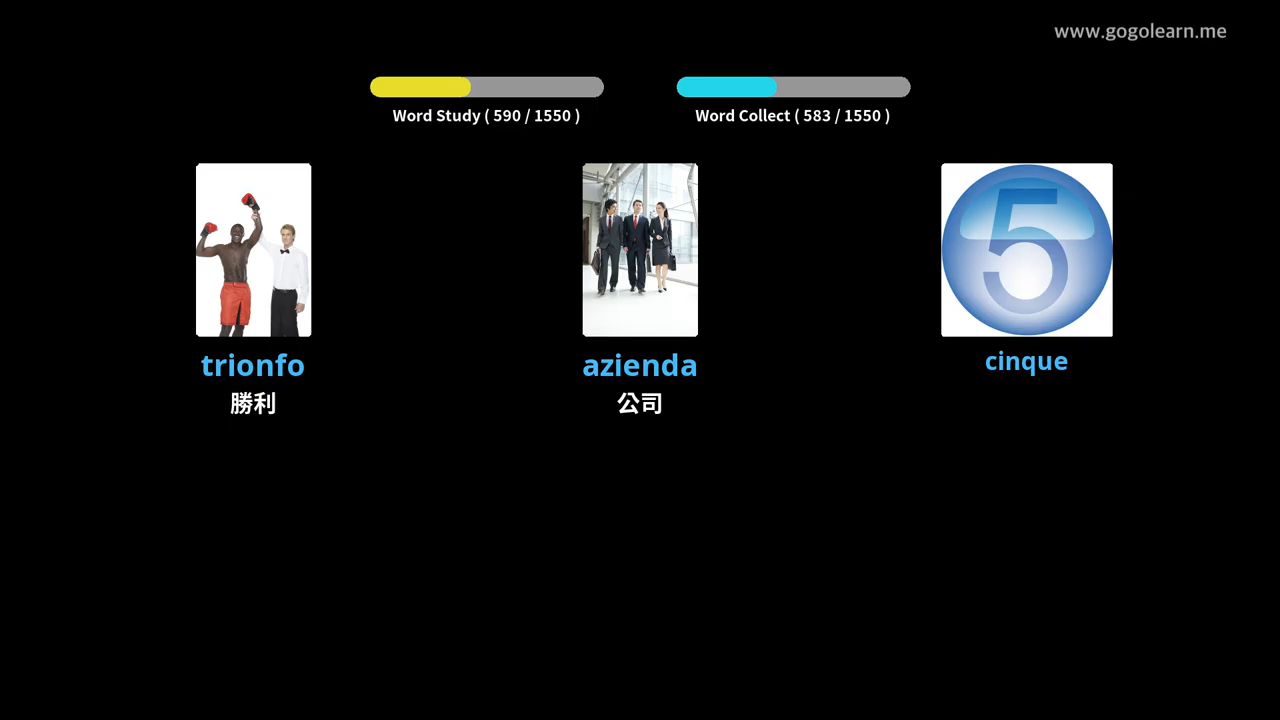 www.gogolearn.me
Word Study ( 590 / 1550 )
Word Collect ( 583 / 1550 )
5
trionfo
勝利
azienda
公司
cinque